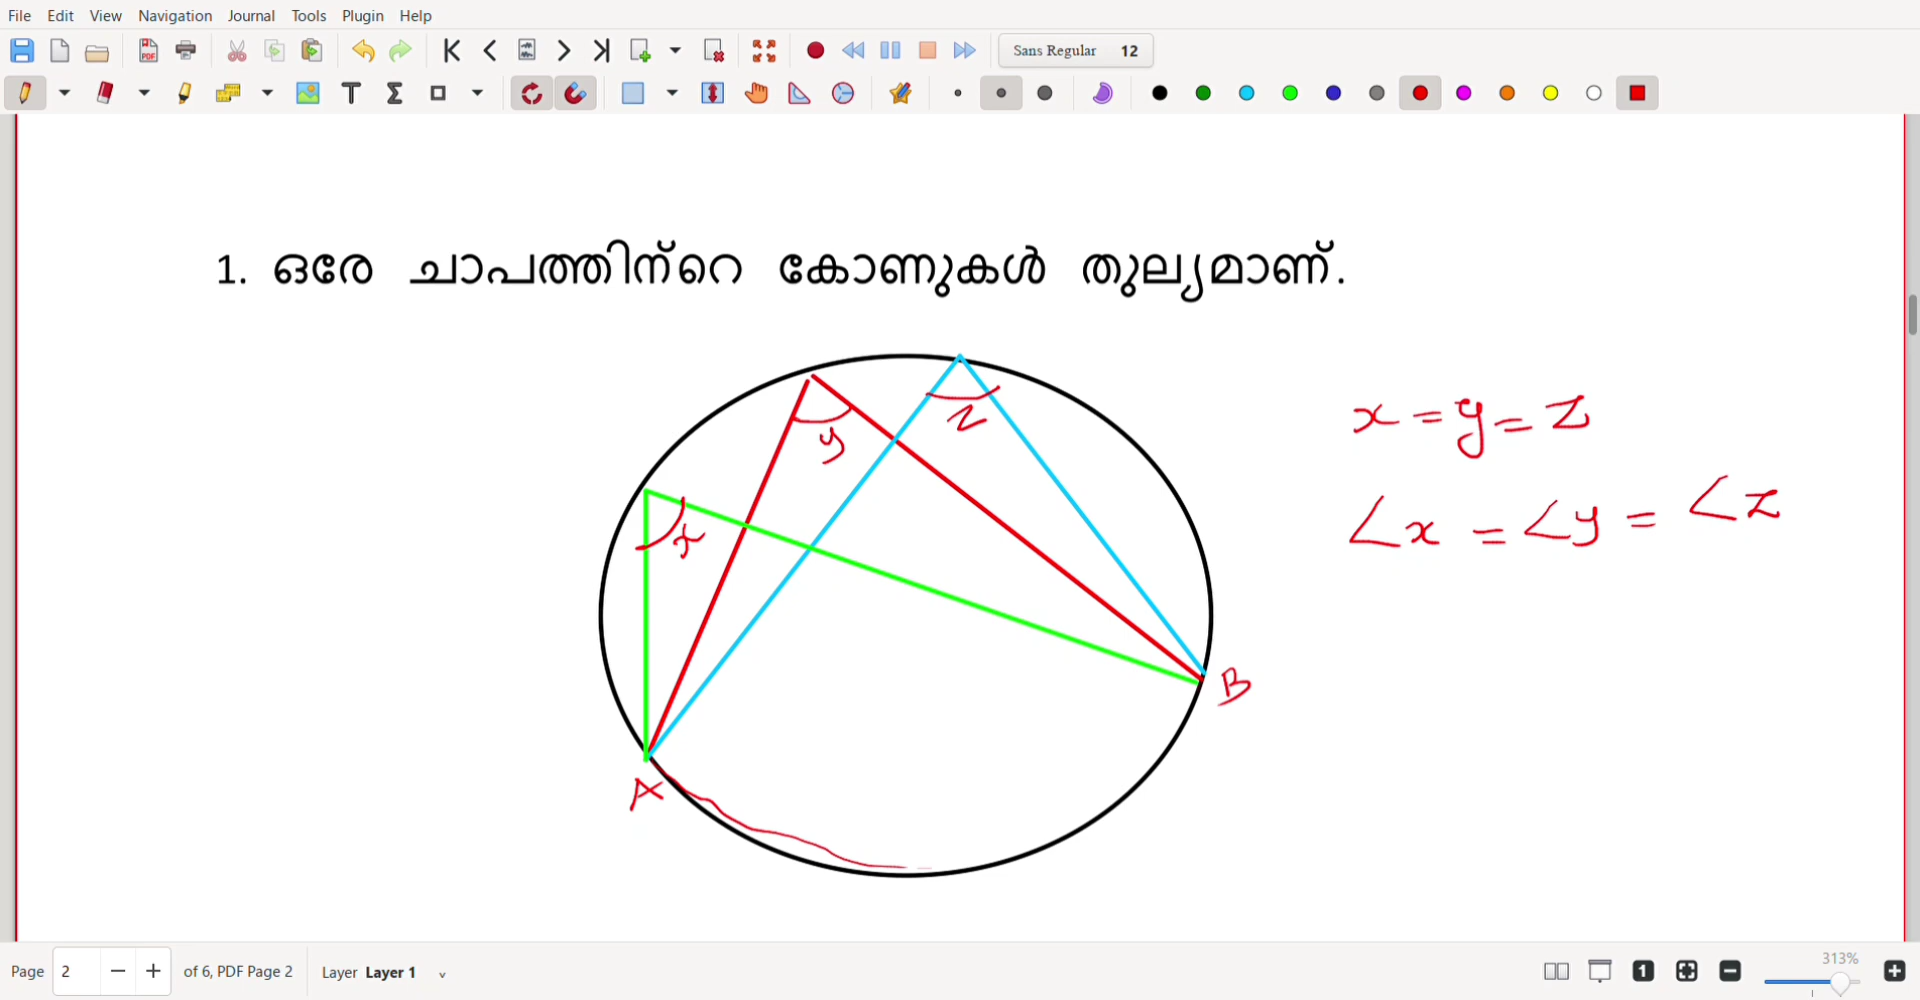 File Edit View Navigation Journal Tools Plugin Help
Sans Regular 12
1. ഒരേ ചാപത്തിന്റെ കോണുകൾ തുല്യമാണ്.
z
y
x
x = y = z
∠x = ∠y = ∠z
B
A
313%
Page 2 of 6, PDF Page 2 Layer Layer 1